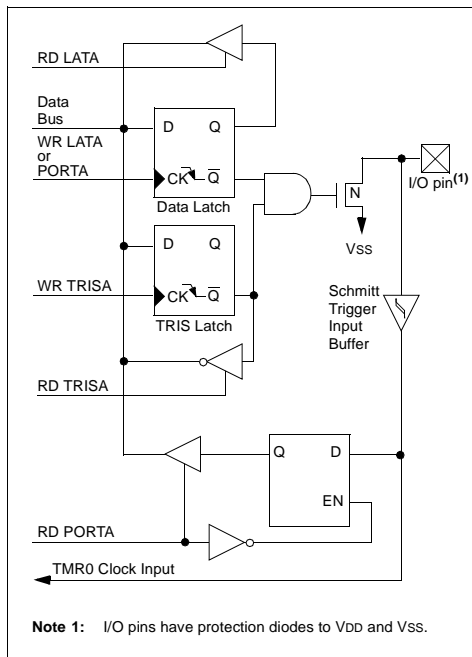 RD LATA
Data
Bus
WR LATA
or
PORTA
D Q
CK Q
Data Latch
N
I/O pin(1)
VSS
D Q
WR TRISA
CK Q
TRIS Latch
Schmitt
Trigger
Input
Buffer
RD TRISA
Q D
EN
RD PORTA
TMR0 Clock Input
Note 1: I/O pins have protection diodes to VDD and VSS.